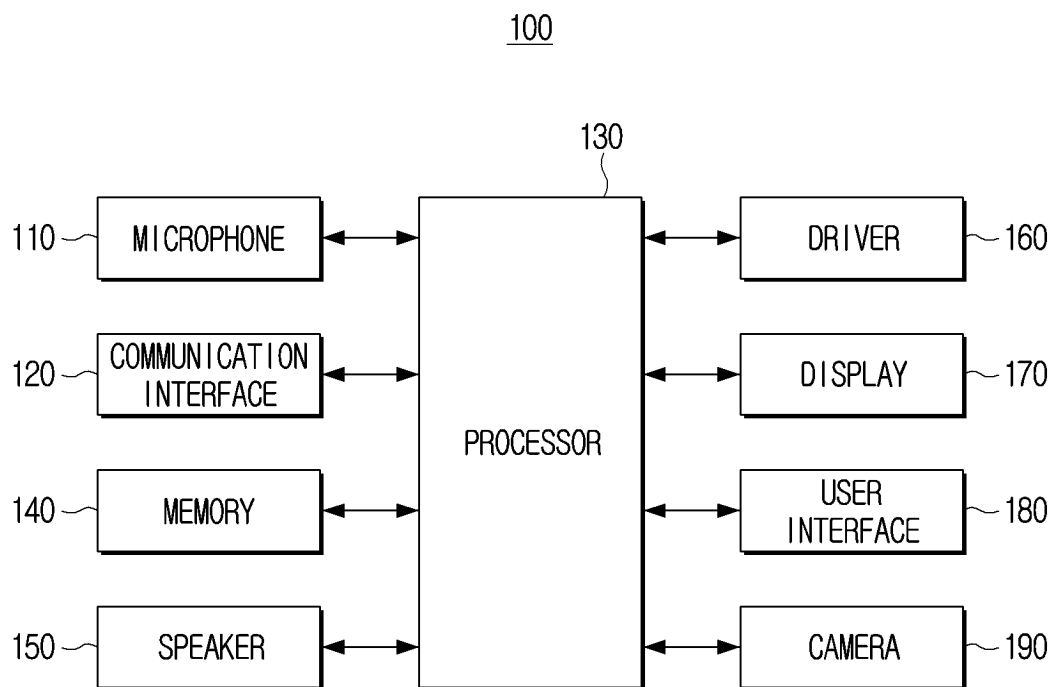 100
130
110
MICROPHONE
DRIVER
160
120
COMMUNICATION
INTERFACE
DISPLAY
170
PROCESSOR
140
MEMORY
USER
INTERFACE
180
150
SPEAKER
CAMERA
190